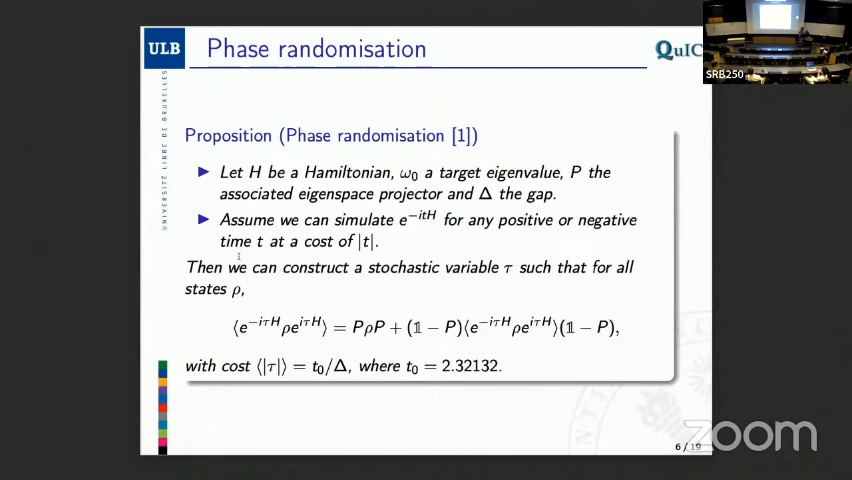 ULB
Phase randomisation
QuIC
SRB250
UNIVERSITÉ LIBRE DE BRUXELLES
Proposition (Phase randomisation [1])
▶ Let H be a Hamiltonian, ω₀ a target eigenvalue, P the
associated eigenspace projector and Δ the gap.
▶ Assume we can simulate e⁻ⁱᵗᴴ for any positive or negative
time t at a cost of |t|.
Then we can construct a stochastic variable τ such that for all
states ρ,
⟨e^{−iτH}ρe^{iτH}⟩ = PρP + (𝟙 − P)⟨e^{−iτH}ρe^{iτH}⟩(𝟙 − P),
with cost ⟨|τ|⟩ = t₀/Δ, where t₀ = 2.32132.
6 / 19
zoom